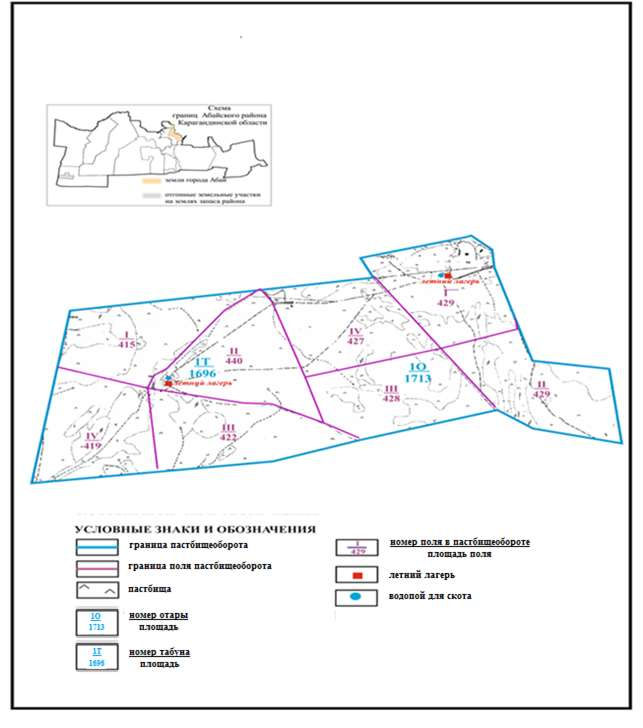 Схема
границ Абайского района
Карагандинской области
земли города Абай
отгонные земельные участки
на землях запаса района
летний лагерь
I
429
I
415
II
440
IV
427
1Т
1696
летний лагерь
1О
1713
III
428
II
429
IV
419
III
422
УСЛОВНЫЕ ЗНАКИ И ОБОЗНАЧЕНИЯ
граница пастбищеоборота
граница поля пастбищеоборота
пастбища
1О
1713
номер отары
площадь
1Т
1696
номер табуна
площадь
I
429
номер поля в пастбищеобороте
площадь поля
летний лагерь
водопой для скота